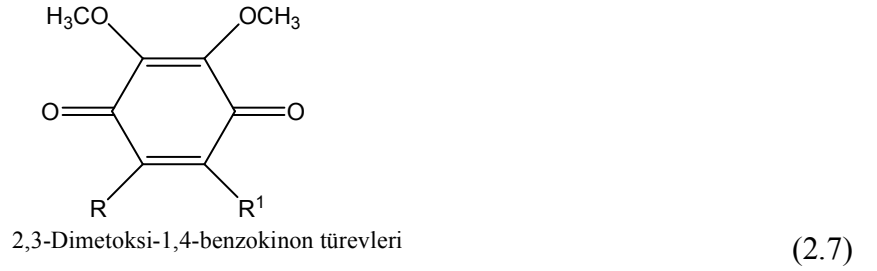 H₃CO OCH₃
O O
R R¹
2,3-Dimetoksi-1,4-benzokinon türevleri
(2.7)